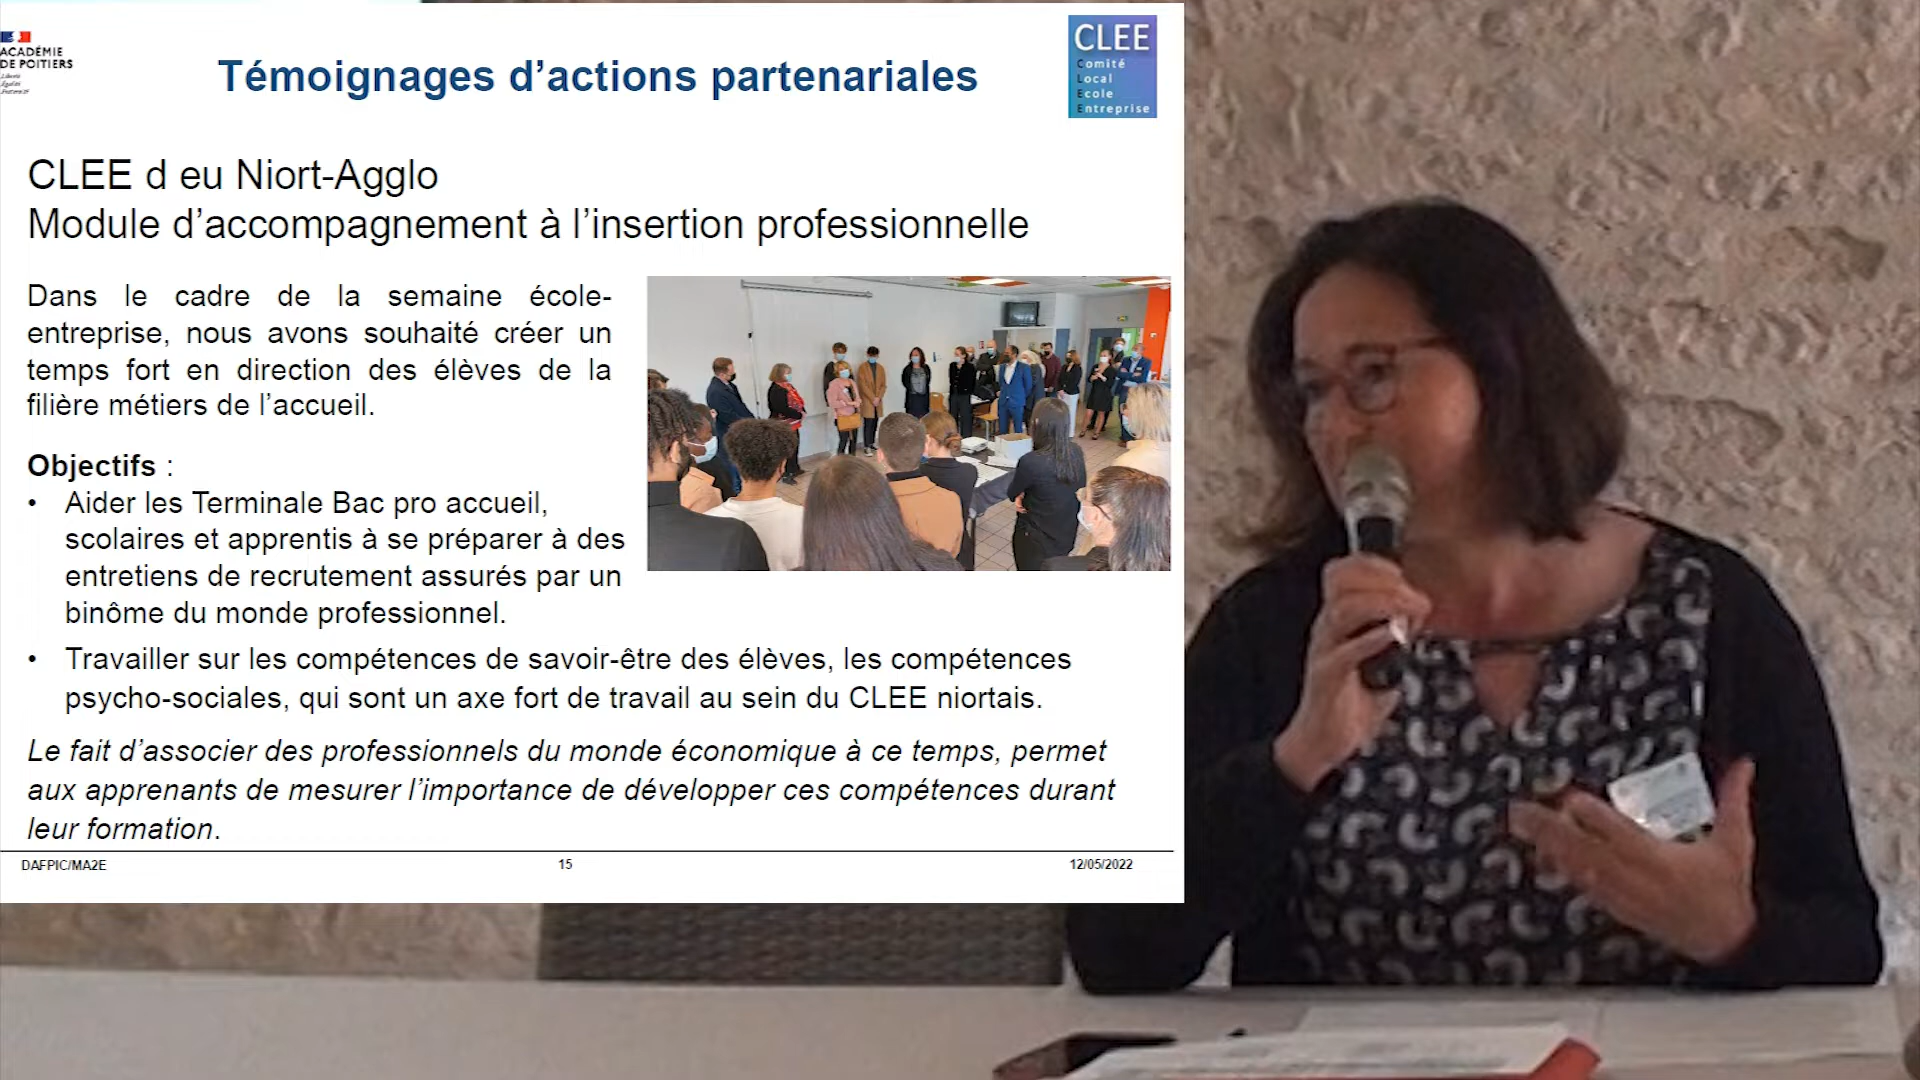 ACADÉMIE
DE POITIERS
Liberté
Égalité
Fraternité
Témoignages d’actions partenariales
CLEE
Comité
Local
Ecole
Entreprise
CLEE d eu Niort-Agglo
Module d’accompagnement à l’insertion professionnelle
Dans le cadre de la semaine école-
entreprise, nous avons souhaité créer un
temps fort en direction des élèves de la
filière métiers de l’accueil.
Objectifs :
• Aider les Terminale Bac pro accueil,
scolaires et apprentis à se préparer à des
entretiens de recrutement assurés par un
binôme du monde professionnel.
• Travailler sur les compétences de savoir-être des élèves, les compétences
psycho-sociales, qui sont un axe fort de travail au sein du CLEE niortais.
Le fait d’associer des professionnels du monde économique à ce temps, permet
aux apprenants de mesurer l’importance de développer ces compétences durant
leur formation.
DAFPIC/MA2E
15
12/05/2022